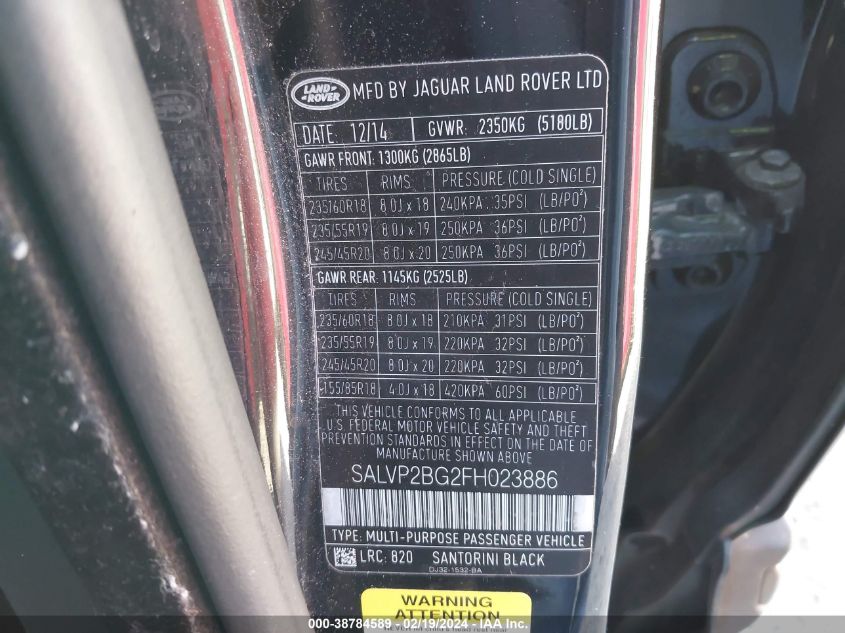 LAND ROVER MFD BY JAGUAR LAND ROVER LTD
DATE: 12/14 GVWR: 2350KG (5180LB)
GAWR FRONT: 1300KG (2865LB)
TIRES RIMS PRESSURE (COLD SINGLE)
235/60R18 8.0J x 18 240KPA 35PSI (LB/PO²)
235/55R19 8.0J x 19 250KPA 36PSI (LB/PO²)
245/45R20 8.0J x 20 250KPA 36PSI (LB/PO²)
GAWR REAR: 1145KG (2525LB)
TIRES RIMS PRESSURE (COLD SINGLE)
235/60R18 8.0J x 18 210KPA 31PSI (LB/PO²)
235/55R19 8.0J x 19 220KPA 32PSI (LB/PO²)
245/45R20 8.0J x 20 220KPA 32PSI (LB/PO²)
155/85R18 4.0J x 18 420KPA 60PSI (LB/PO²)
THIS VEHICLE CONFORMS TO ALL APPLICABLE
U.S FEDERAL MOTOR VEHICLE SAFETY AND THEFT
PREVENTION STANDARDS IN EFFECT ON THE DATE OF
MANUFACTURE SHOWN ABOVE
SALVP2BG2FH023886
TYPE: MULTI-PURPOSE PASSENGER VEHICLE
LRC: 820 SANTORINI BLACK
DJ32-1532-BA
WARNING
ATTENTION
000-38784589 - 02/19/2024 - IAA Inc.